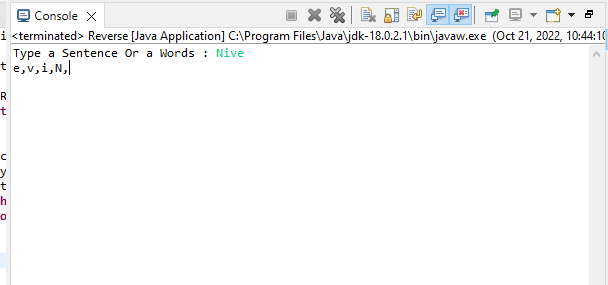 Console
<terminated> Reverse [Java Application] C:\Program Files\Java\jdk-18.0.2.1\bin\javaw.exe (Oct 21, 2022, 10:44:10
Type a Sentence Or a Words : Nive
e,v,i,N,